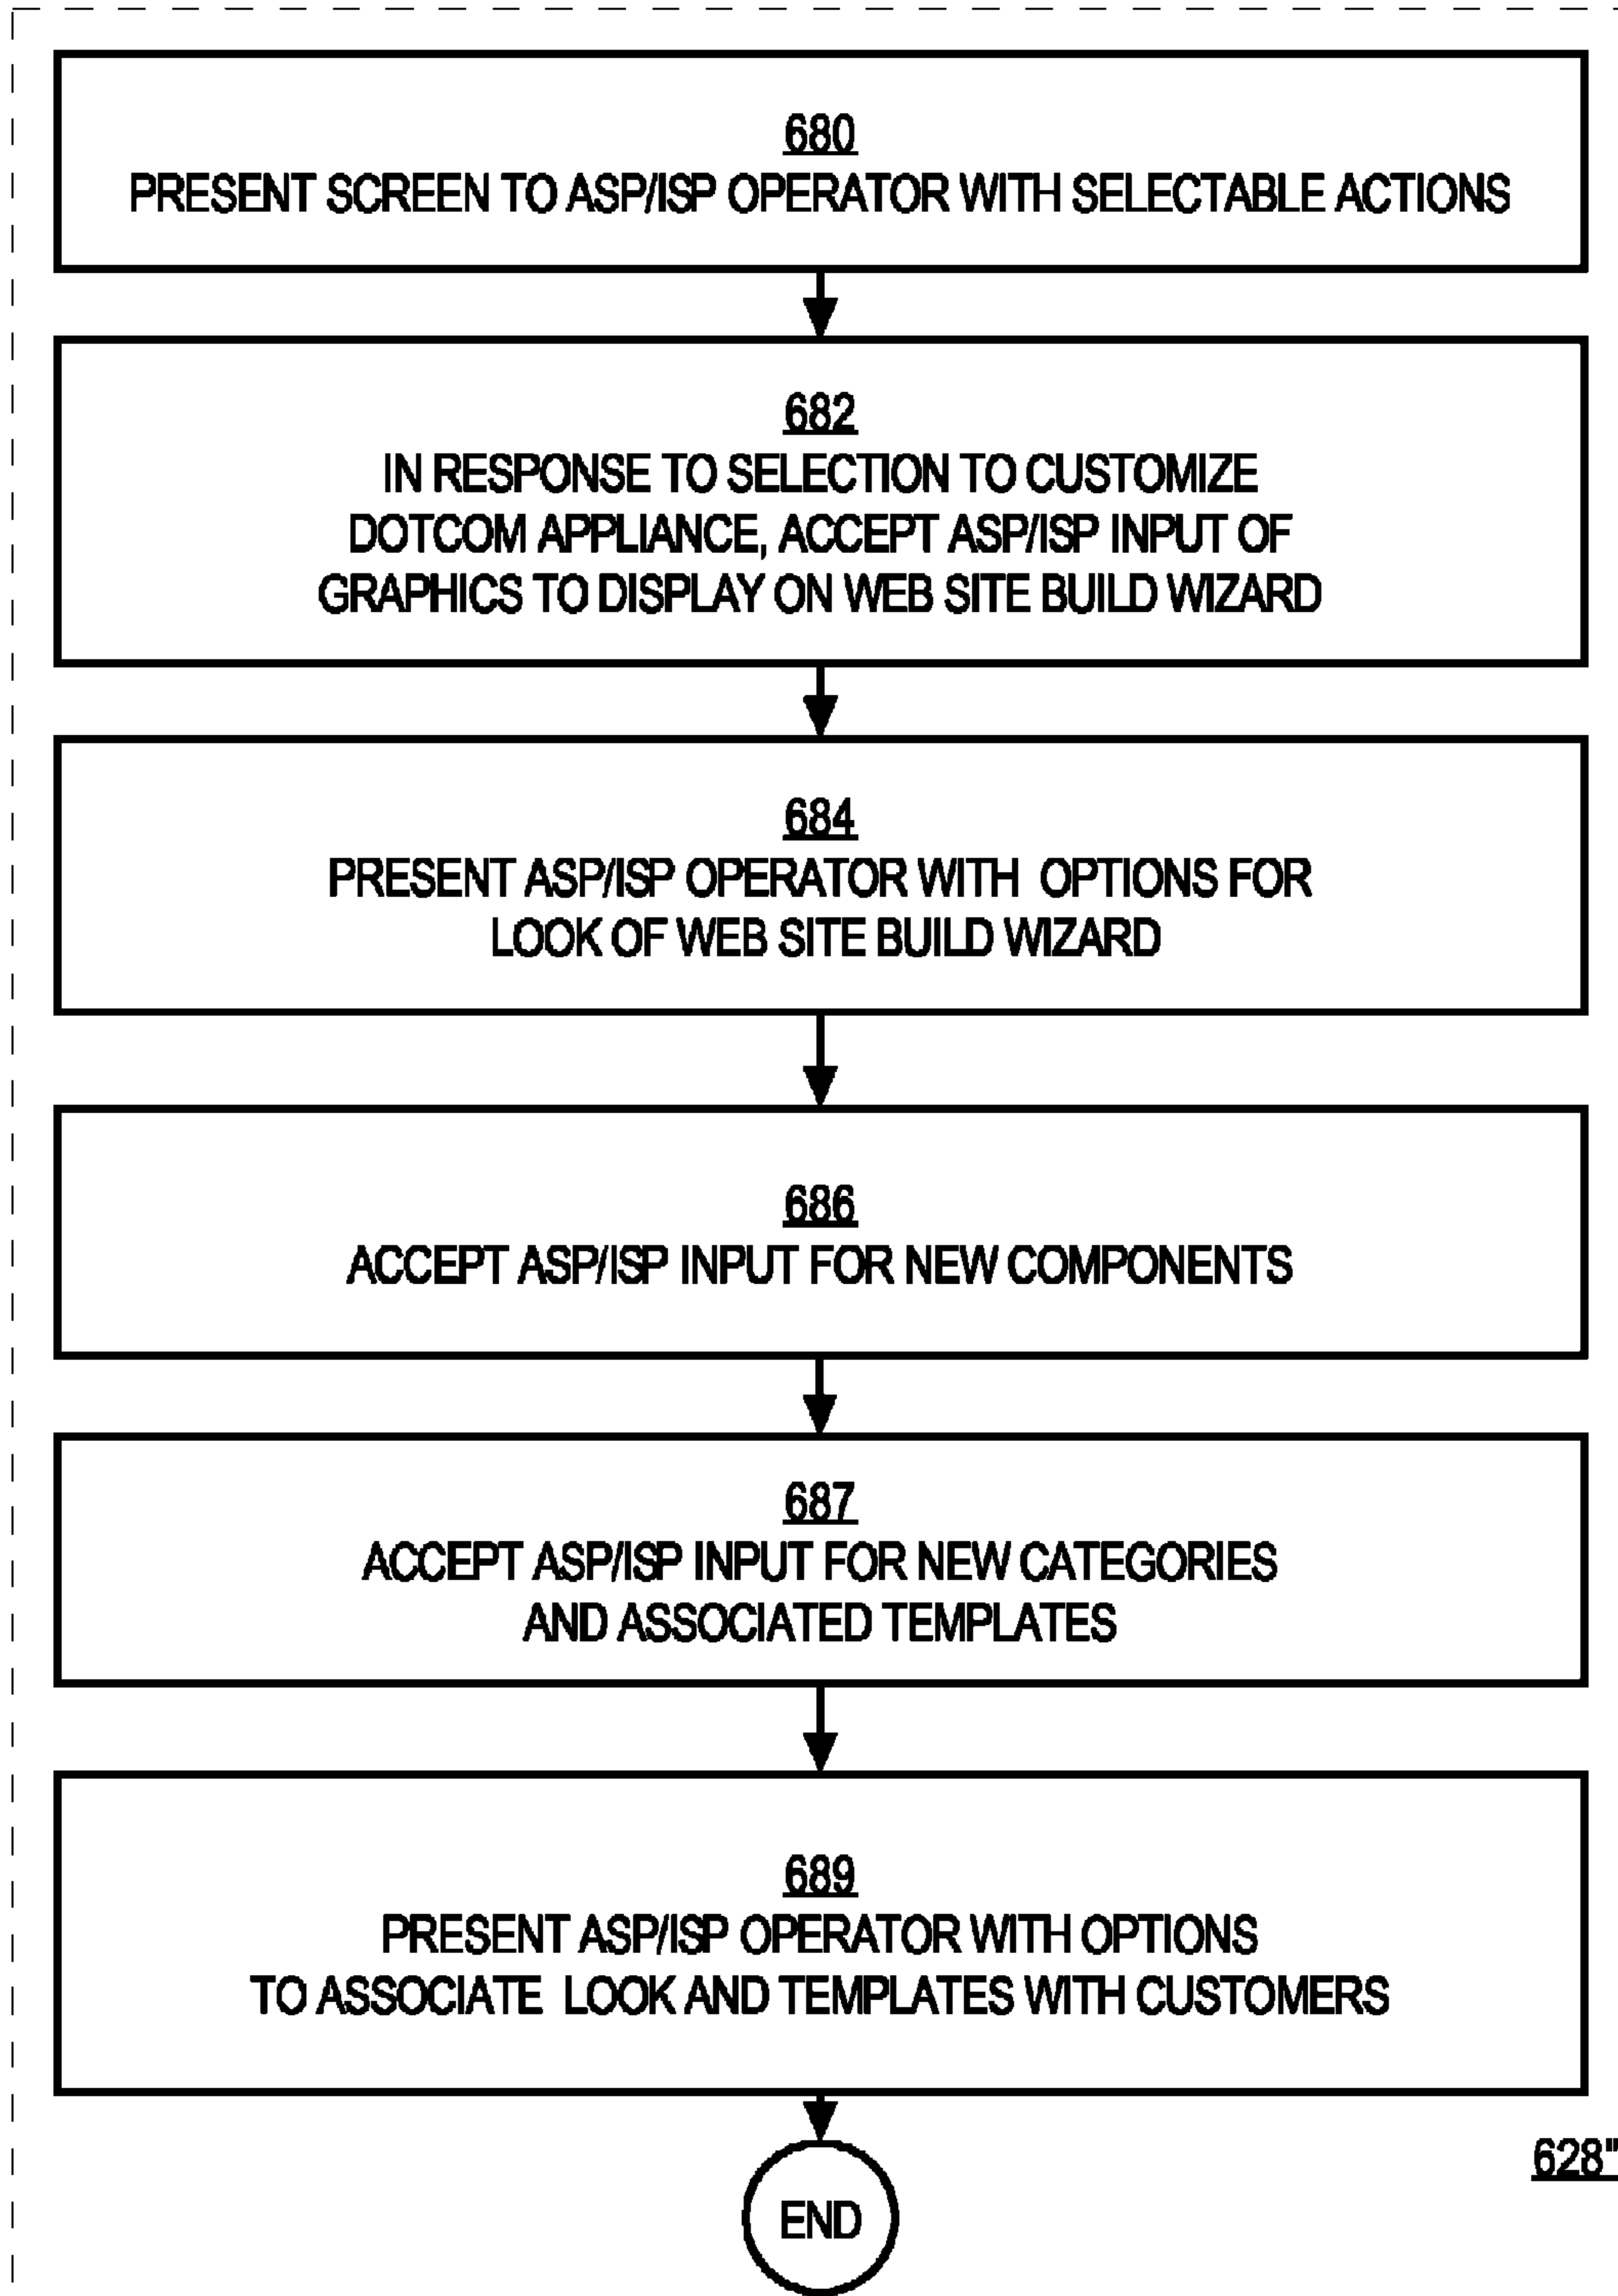 680
PRESENT SCREEN TO ASP/ISP OPERATOR WITH SELECTABLE ACTIONS
682
IN RESPONSE TO SELECTION TO CUSTOMIZE
DOTCOM APPLIANCE, ACCEPT ASP/ISP INPUT OF
GRAPHICS TO DISPLAY ON WEB SITE BUILD WIZARD
684
PRESENT ASP/ISP OPERATOR WITH OPTIONS FOR
LOOK OF WEB SITE BUILD WIZARD
686
ACCEPT ASP/ISP INPUT FOR NEW COMPONENTS
687
ACCEPT ASP/ISP INPUT FOR NEW CATEGORIES
AND ASSOCIATED TEMPLATES
689
PRESENT ASP/ISP OPERATOR WITH OPTIONS
TO ASSOCIATE LOOK AND TEMPLATES WITH CUSTOMERS
628"
END